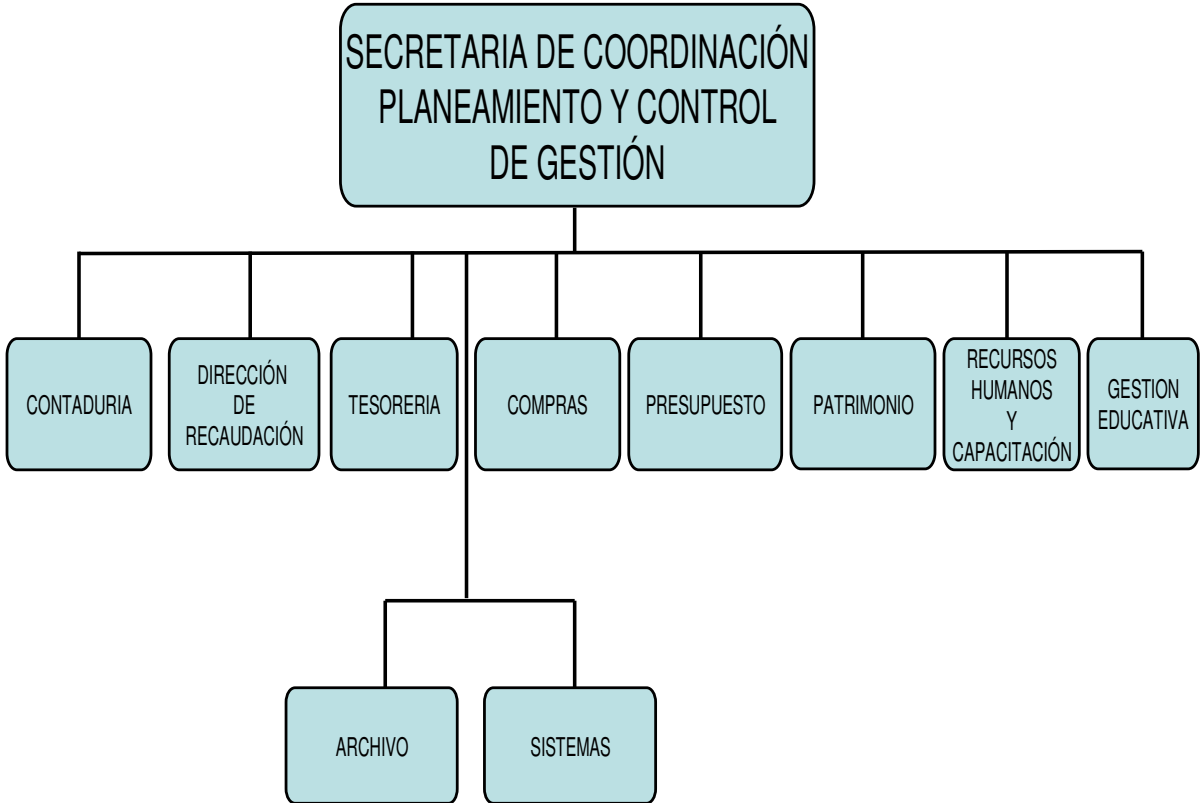 SECRETARIA DE COORDINACIÓN
PLANEAMIENTO Y CONTROL
DE GESTIÓN
CONTADURIA
DIRECCIÓN
DE
RECAUDACIÓN
TESORERIA
COMPRAS
PRESUPUESTO
PATRIMONIO
RECURSOS
HUMANOS
Y
CAPACITACIÓN
GESTION
EDUCATIVA
ARCHIVO
SISTEMAS